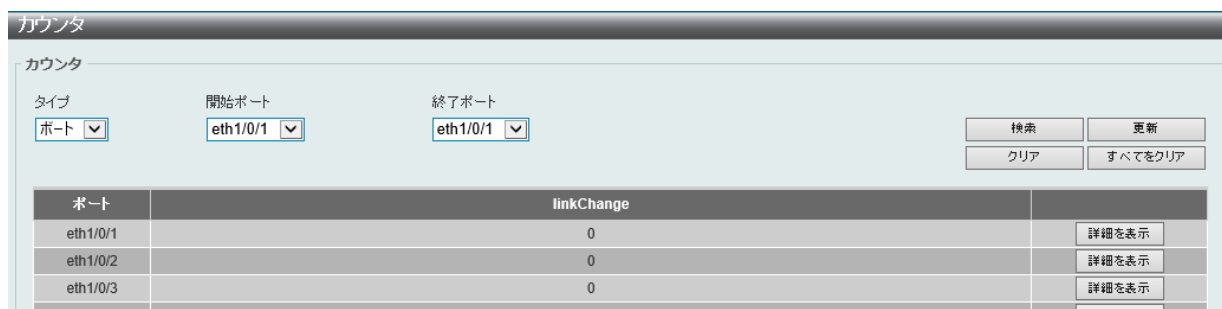 カウンタ
カウンタ
タイプ 開始ポート 終了ポート
ポート eth1/0/1 eth1/0/1
検索 更新
クリア すべてをクリア
ポート linkChange
eth1/0/1 0 詳細を表示
eth1/0/2 0 詳細を表示
eth1/0/3 0 詳細を表示